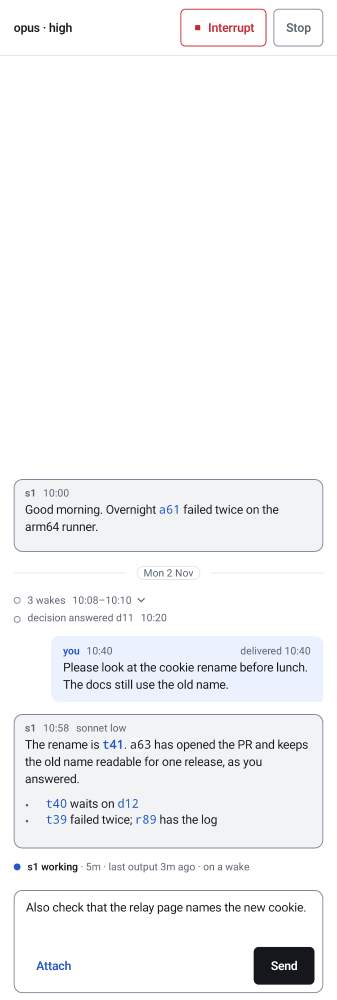 opus · high
Interrupt
Stop
s1 10:00
Good morning. Overnight a61 failed twice on the
arm64 runner.
Mon 2 Nov
3 wakes 10:08–10:10
decision answered d11 10:20
you 10:40 delivered 10:40
Please look at the cookie rename before lunch.
The docs still use the old name.
s1 10:58 sonnet low
The rename is t41. a63 has opened the PR and keeps
the old name readable for one release, as you
answered.
• t40 waits on d12
• t39 failed twice; r89 has the log
s1 working · 5m · last output 3m ago · on a wake
Also check that the relay page names the new cookie.
Attach
Send